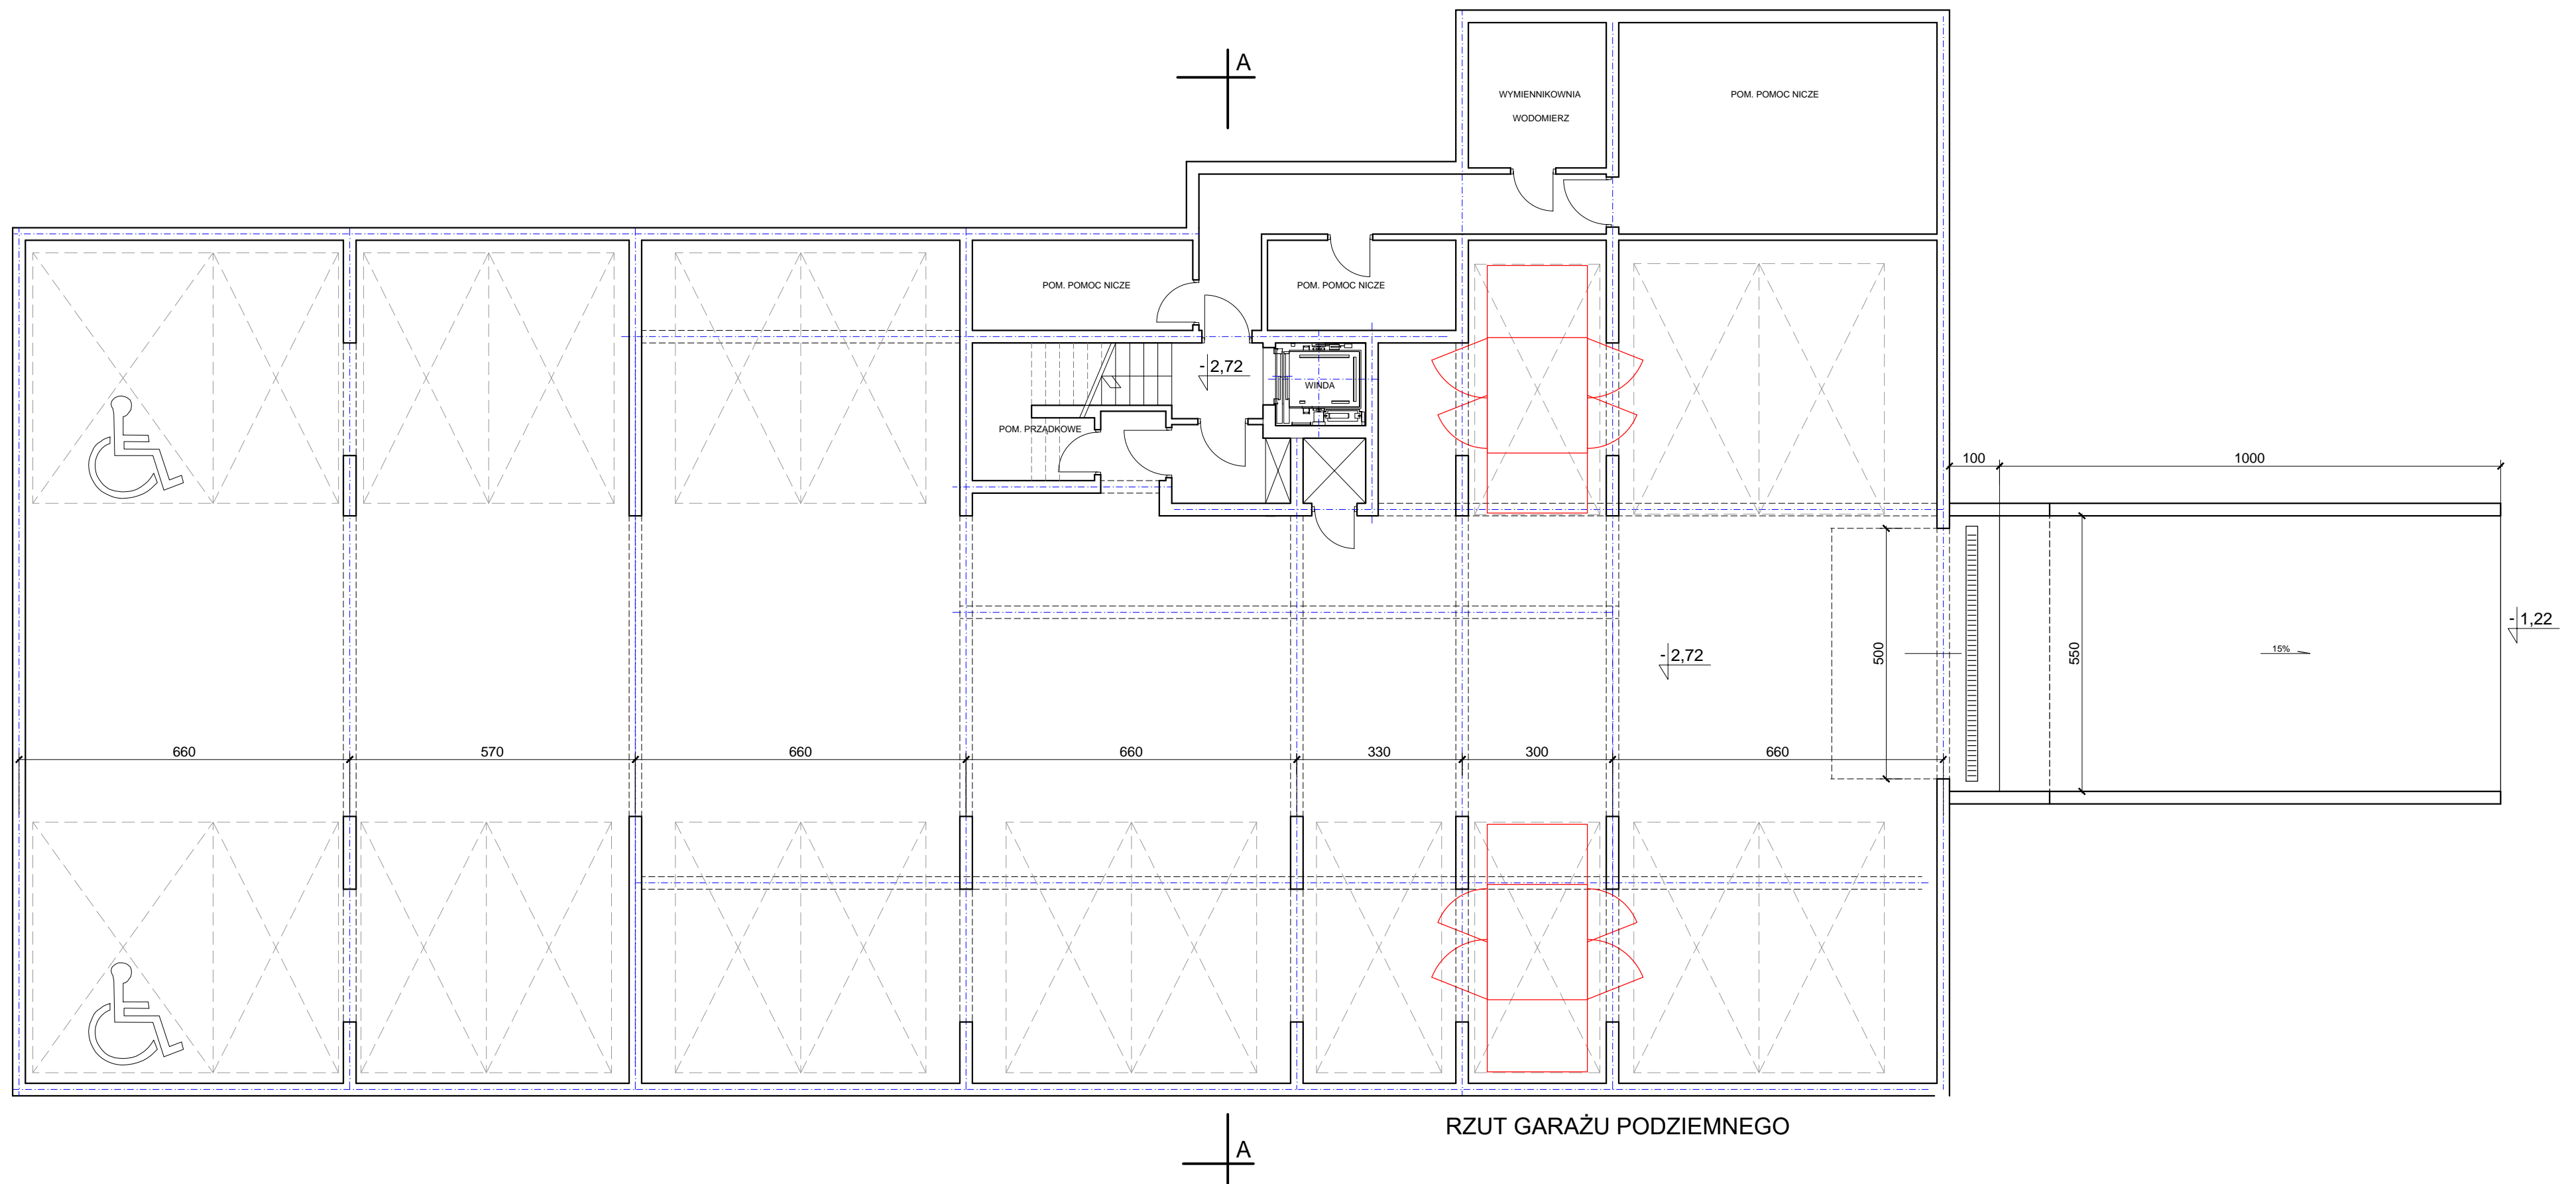 A
WYMIENNIKOWNIA
WODOMIERZ
POM. POMOC NICZE
POM. POMOC NICZE
POM. POMOC NICZE
- 2,72
WINDA
POM. PRZĄDKOWE
100
1000
500
550
- 2,72
15%
- 1,22
660
570
660
660
330
300
660
RZUT GARAŻU PODZIEMNEGO
A